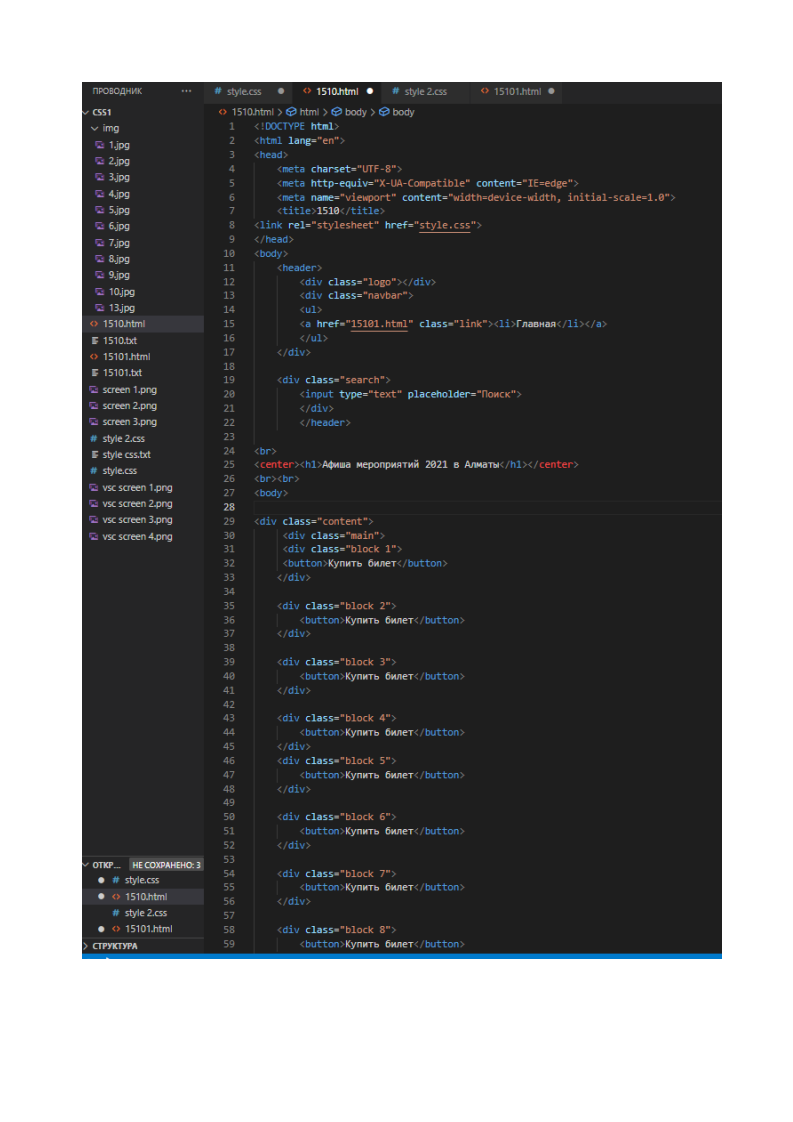 ПРОВОДНИК ···
C551
img
1.jpg
2.jpg
3.jpg
4.jpg
5.jpg
6.jpg
7.jpg
8.jpg
9.jpg
10.jpg
13.jpg
1510.html
1510.txt
15101.html
15101.txt
screen 1.png
screen 2.png
screen 3.png
style 2.css
style css.txt
style.css
vsc screen 1.png
vsc screen 2.png
vsc screen 3.png
vsc screen 4.png
ОТКР... НЕ СОХРАНЕНО: 3
style.css
1510.html
style 2.css
15101.html
СТРУКТУРА
style.css 1510.html style 2.css 15101.html
1510.html > html > body > body
1 <!DOCTYPE html>
2 <html lang="en">
3 <head>
4 <meta charset="UTF-8">
5 <meta http-equiv="X-UA-Compatible" content="IE=edge">
6 <meta name="viewport" content="width=device-width, initial-scale=1.0">
7 <title>1510</title>
8 <link rel="stylesheet" href="style.css">
9 </head>
10 <body>
11 <header>
12 <div class="logo"></div>
13 <div class="navbar">
14 <ul>
15 <a href="15101.html" class="link"><li>Главная</li></a>
16 </ul>
17 </div>
18
19 <div class="search">
20 <input type="text" placeholder="Поиск">
21 </div>
22 </header>
23
24 <br>
25 <center><h1>Афиша мероприятий 2021 в Алматы</h1></center>
26 <br><br>
27 <body>
28
29 <div class="content">
30 <div class="main">
31 <div class="block 1">
32 <button>Купить билет</button>
33 </div>
34
35 <div class="block 2">
36 <button>Купить билет</button>
37 </div>
38
39 <div class="block 3">
40 <button>Купить билет</button>
41 </div>
42
43 <div class="block 4">
44 <button>Купить билет</button>
45 </div>
46 <div class="block 5">
47 <button>Купить билет</button>
48 </div>
49
50 <div class="block 6">
51 <button>Купить билет</button>
52 </div>
53
54 <div class="block 7">
55 <button>Купить билет</button>
56 </div>
57
58 <div class="block 8">
59 <button>Купить билет</button>